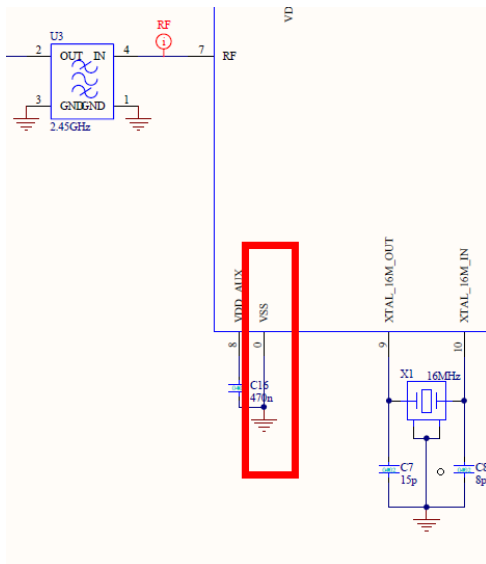 VD
U3
RF
1
2
OUT IN
4
7
RF
3
GND
GND
1
2.45GHz
VDD_AUX
VSS
XTAL_16M_OUT
XTAL_16M_IN
8
0
9
10
C16
470n
X1
16MHz
C7
15p
C8
8p